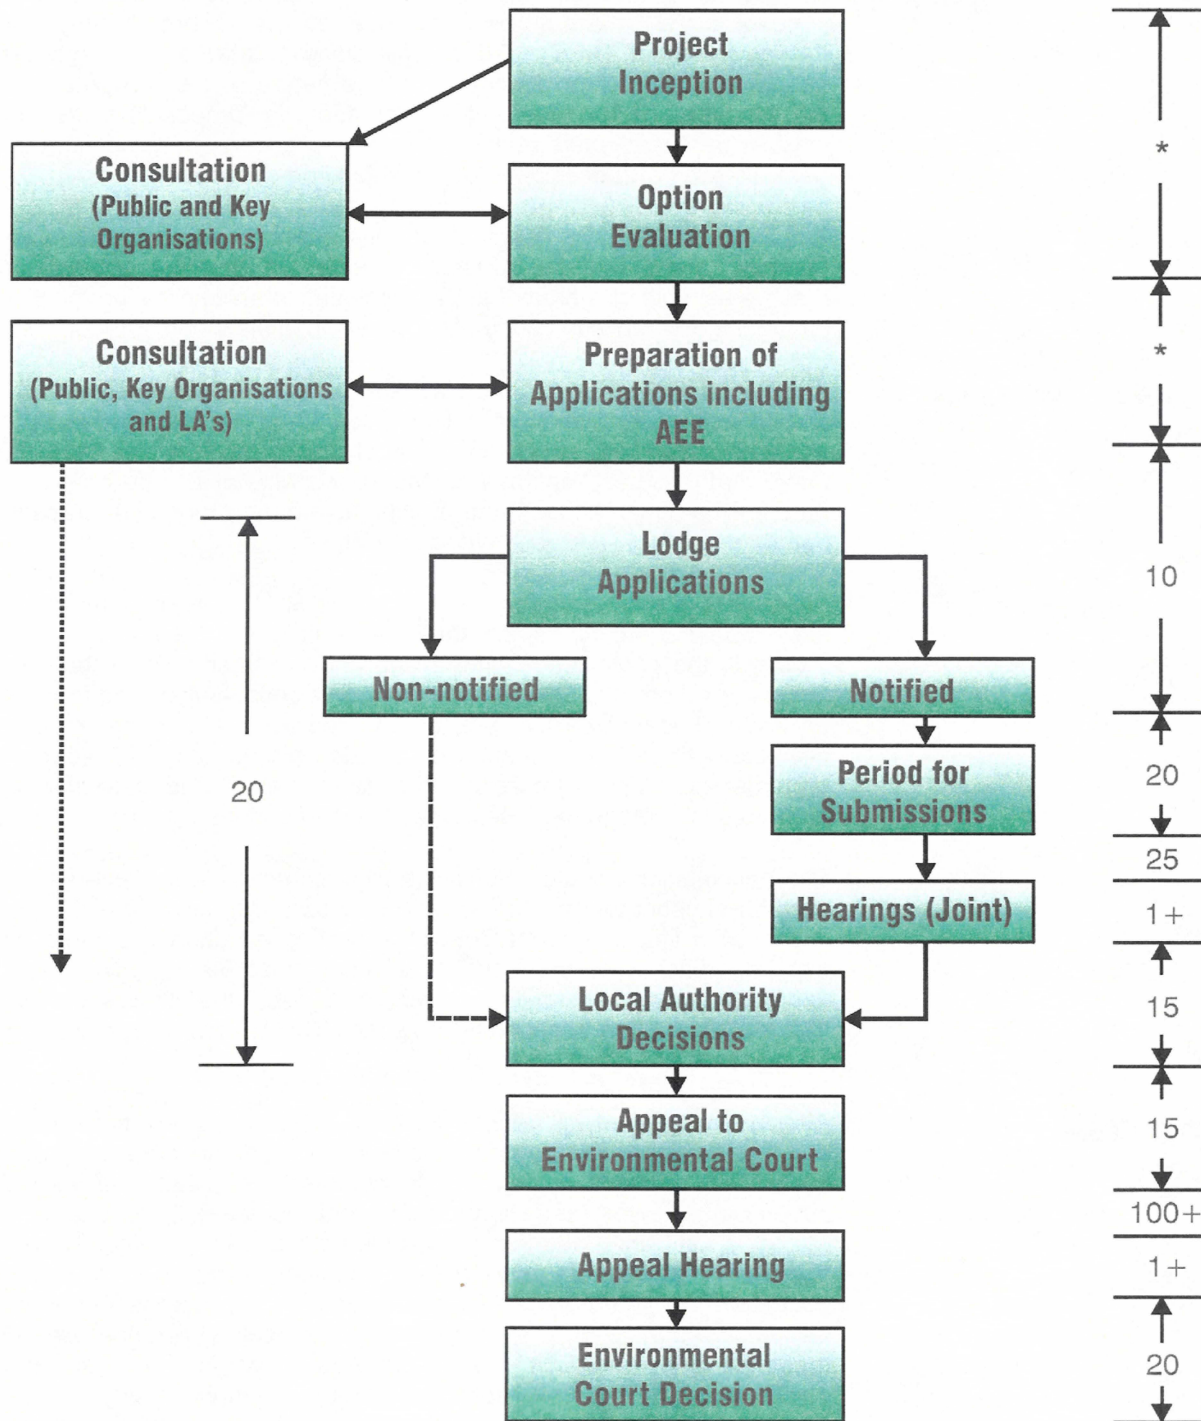 Project
Inception
*
Consultation
(Public and Key
Organisations)
Option
Evaluation
Consultation
(Public, Key Organisations
and LA's)
Preparation of
Applications including
AEE
*
Lodge
Applications
10
Non-notified
Notified
20
Period for
Submissions
20
25
Hearings (Joint)
1+
Local Authority
Decisions
15
Appeal to
Environmental Court
15
100+
Appeal Hearing
1+
Environmental
Court Decision
20